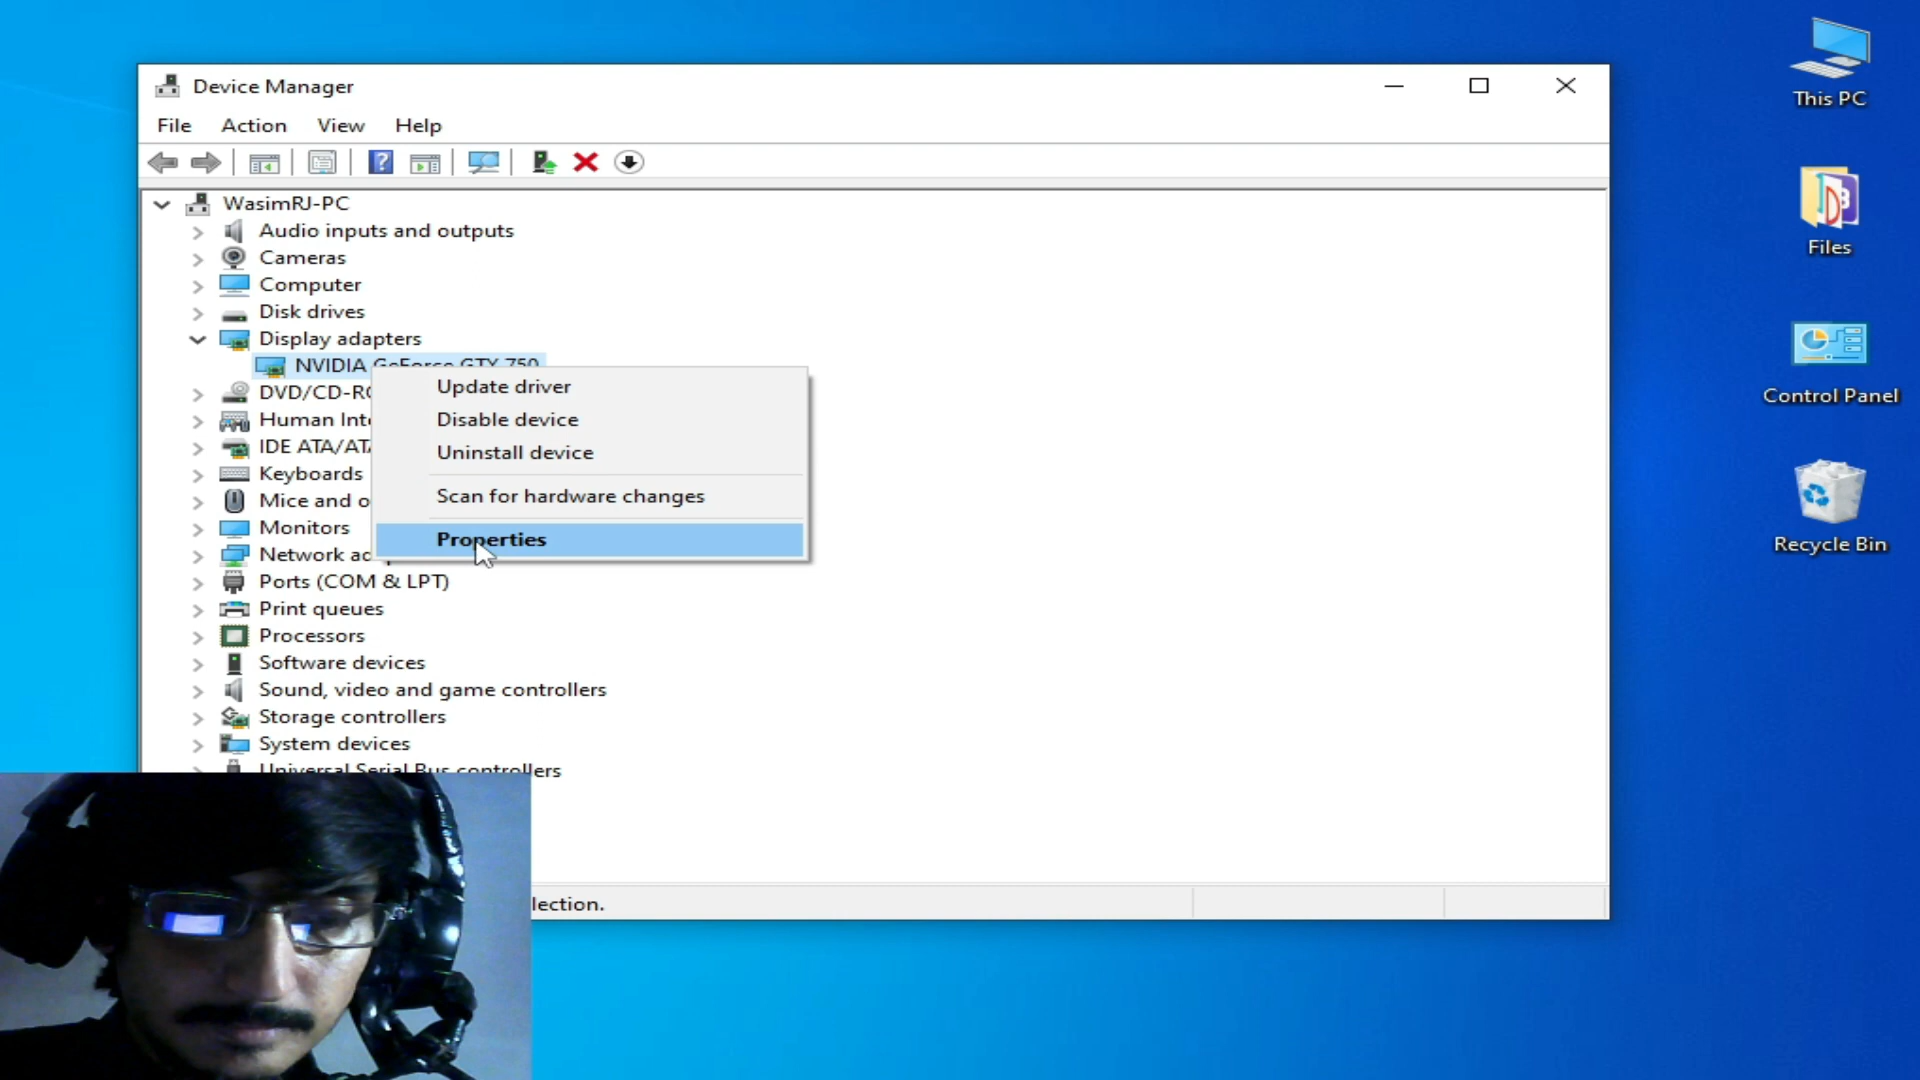 Device Manager
File Action View Help
WasimRJ-PC
Audio inputs and outputs
Cameras
Computer
Disk drives
Display adapters
NVIDIA GeForce GTX 750
Update driver
DVD/CD-RO
Disable device
Human Inte
IDE ATA/ATA
Uninstall device
Keyboards
Scan for hardware changes
Mice and o
Monitors
Properties
Network ad
Ports (COM & LPT)
Print queues
Processors
Software devices
Sound, video and game controllers
Storage controllers
System devices
Universal Serial Bus controllers
lection.
This PC
Files
Control Panel
Recycle Bin